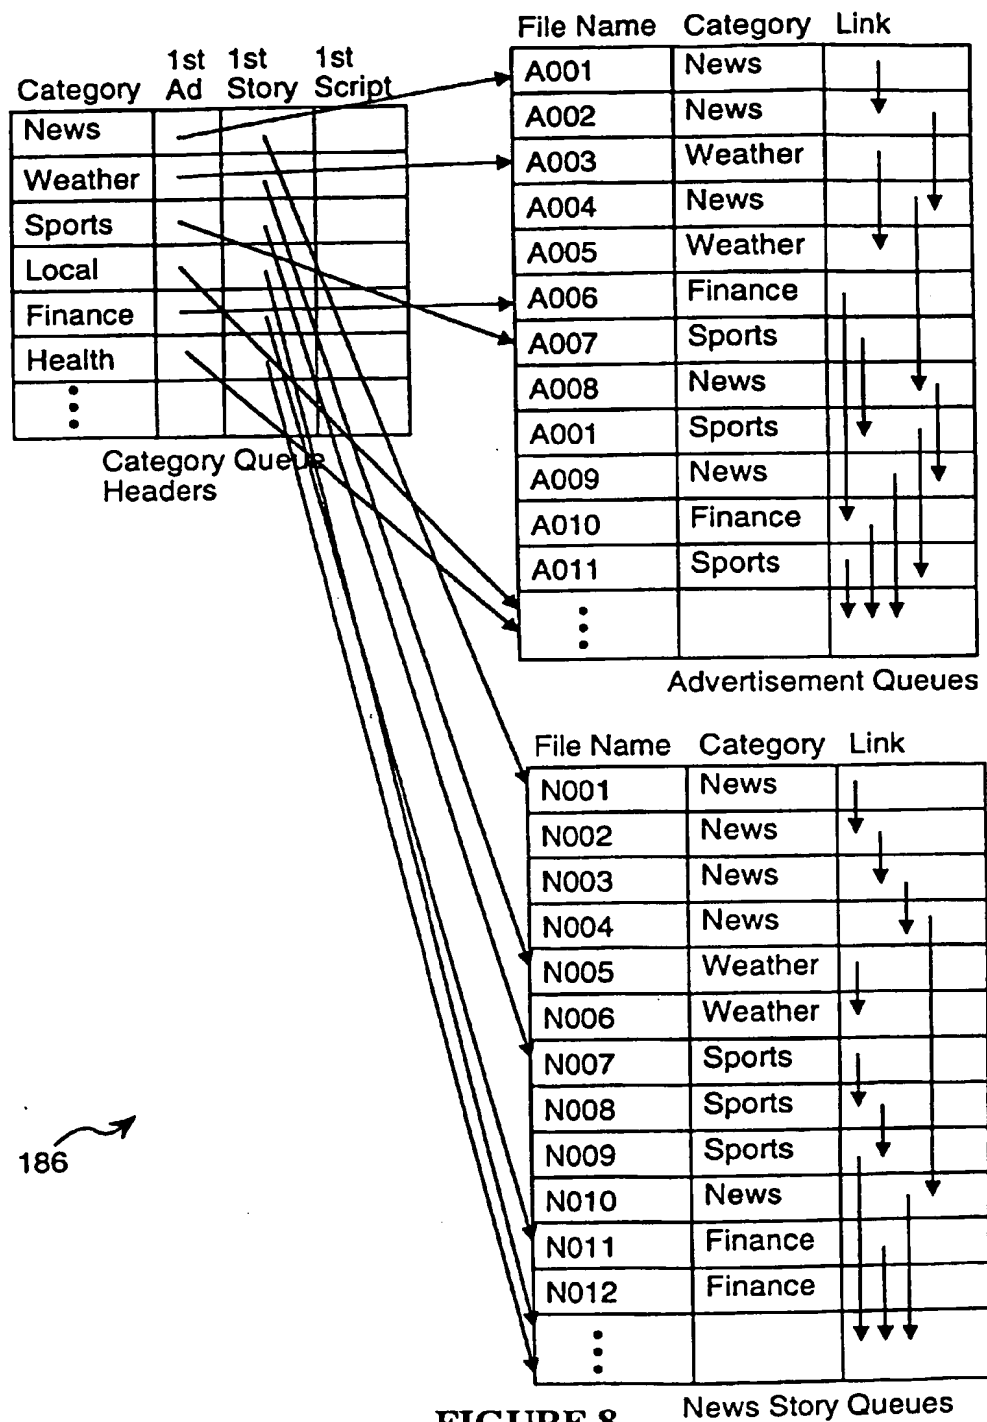 Category 1st Ad 1st Story 1st Script
News
Weather
Sports
Local
Finance
Health
Category Queue
Headers
File Name Category Link
A001 News
A002 News
A003 Weather
A004 News
A005 Weather
A006 Finance
A007 Sports
A008 News
A001 Sports
A009 News
A010 Finance
A011 Sports
Advertisement Queues
File Name Category Link
N001 News
N002 News
N003 News
N004 News
N005 Weather
N006 Weather
N007 Sports
N008 Sports
N009 Sports
N010 News
N011 Finance
N012 Finance
News Story Queues
186
FIGURE 8